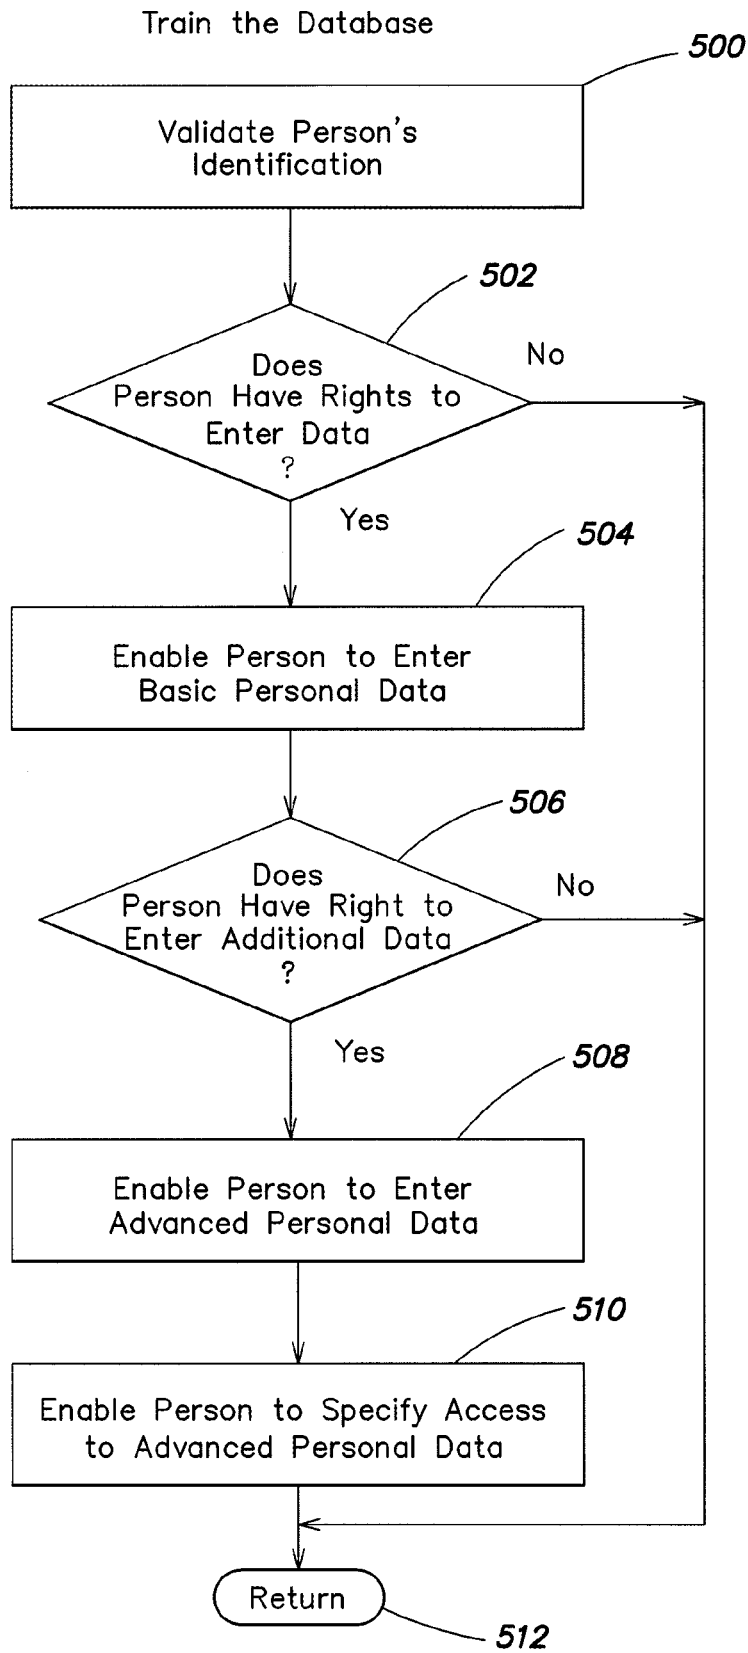 Train the Database
500
Validate Person's
Identification
502
Does
Person Have Rights to
Enter Data
?
No
Yes
504
Enable Person to Enter
Basic Personal Data
506
Does
Person Have Right to
Enter Additional Data
?
No
Yes
508
Enable Person to Enter
Advanced Personal Data
510
Enable Person to Specify Access
to Advanced Personal Data
Return
512